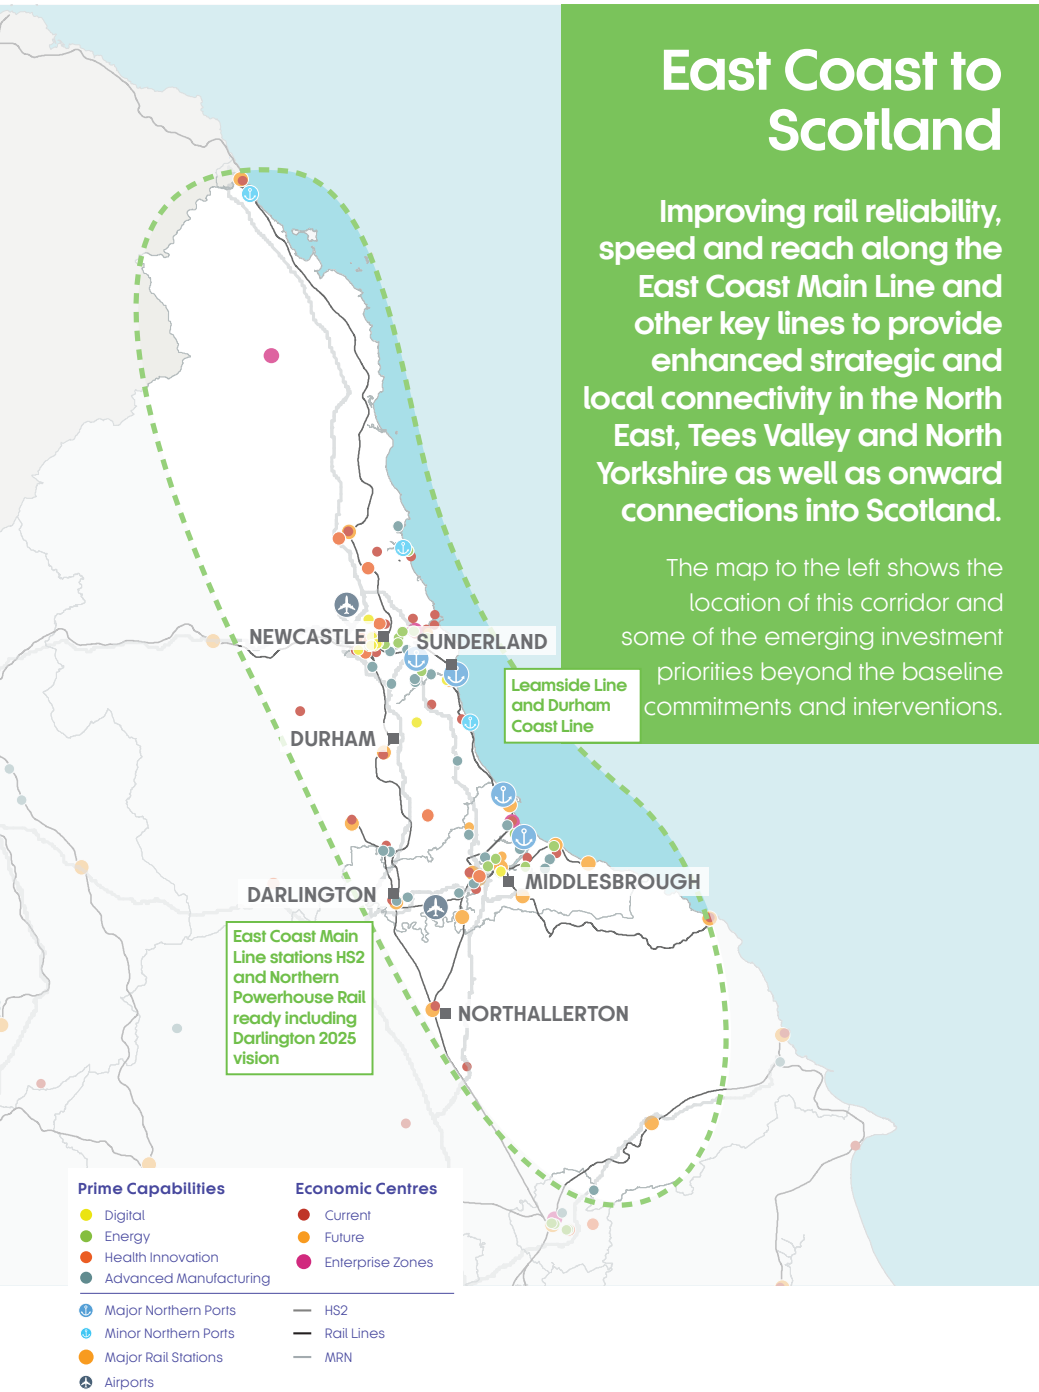 East Coast to
Scotland
Improving rail reliability,
speed and reach along the
East Coast Main Line and
other key lines to provide
enhanced strategic and
local connectivity in the North
East, Tees Valley and North
Yorkshire as well as onward
connections into Scotland.
The map to the left shows the
location of this corridor and
some of the emerging investment
priorities beyond the baseline
commitments and interventions.
NEWCASTLE
SUNDERLAND
Leamside Line
and Durham
Coast Line
DURHAM
DARLINGTON
MIDDLESBROUGH
East Coast Main
Line stations HS2
and Northern
Powerhouse Rail
ready including
Darlington 2025
vision
NORTHALLERTON
Prime Capabilities
Digital
Energy
Health Innovation
Advanced Manufacturing
Economic Centres
Current
Future
Enterprise Zones
Major Northern Ports
Minor Northern Ports
Major Rail Stations
Airports
HS2
Rail Lines
MRN